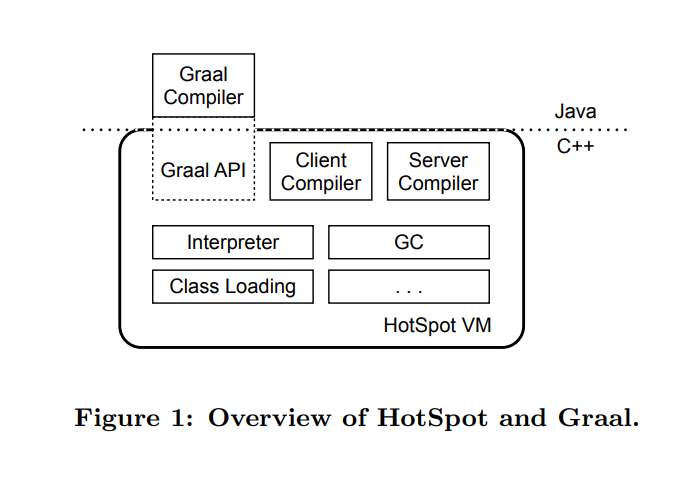 Graal
Compiler
Java
C++
Graal API
Client
Compiler
Server
Compiler
Interpreter
GC
Class Loading
. . .
HotSpot VM
Figure 1: Overview of HotSpot and Graal.